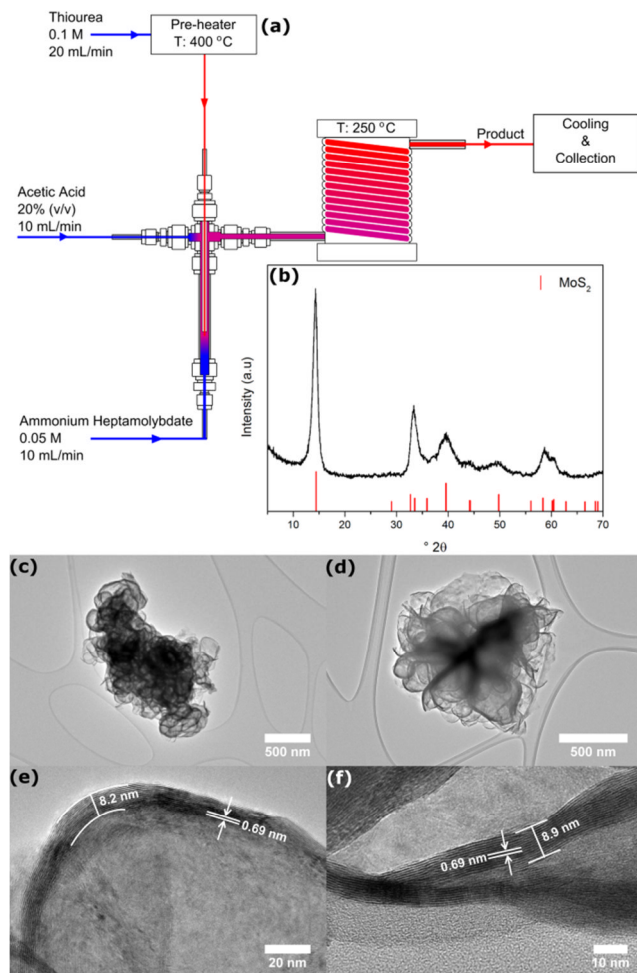 Thiourea
0.1 M
20 mL/min
Pre-heater
T: 400 °C
(a)
T: 250 °C
Product
Cooling
&
Collection
Acetic Acid
20% (v/v)
10 mL/min
Ammonium Heptamolybdate
0.05 M
10 mL/min
(b)
MoS₂
Intensity (a.u)
10 20 30 40 50 60 70
° 2θ
(c)
500 nm
(d)
500 nm
(e)
8.2 nm
0.69 nm
20 nm
(f)
0.69 nm
8.9 nm
10 nm